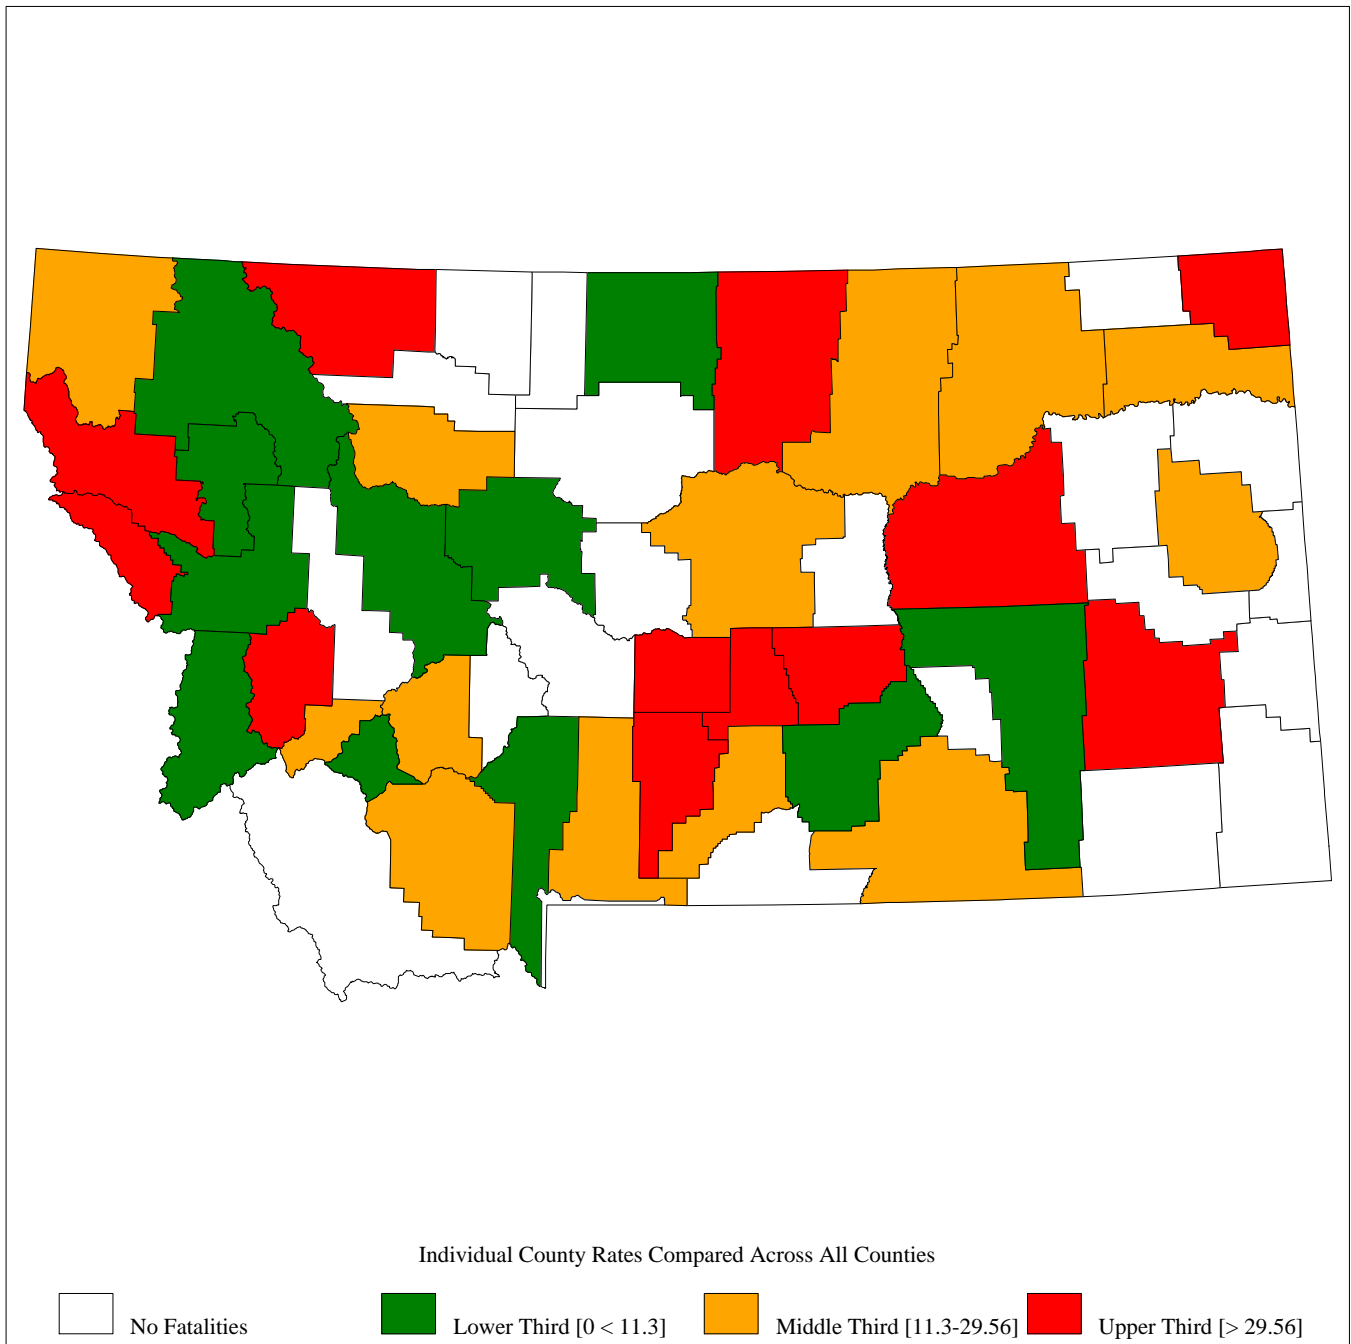 Individual County Rates Compared Across All Counties
No Fatalities Lower Third [0 < 11.3] Middle Third [11.3-29.56] Upper Third [> 29.56]